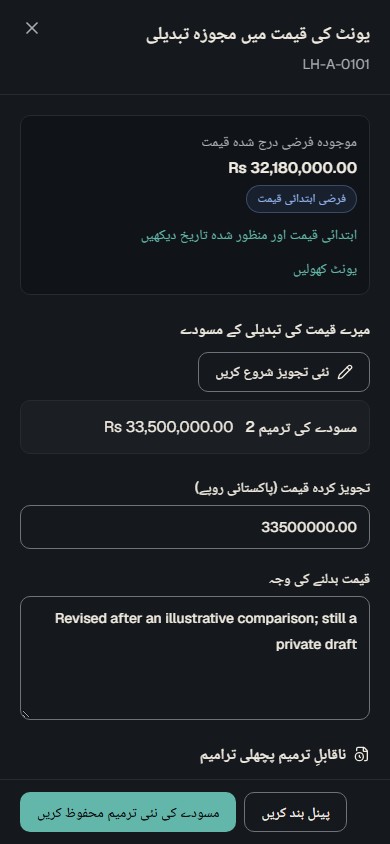 یونٹ کی قیمت میں مجوزہ تبدیلی
LH-A-0101
موجودہ فرضی درج شدہ قیمت
Rs 32,180,000.00
فرضی ابتدائی قیمت
ابتدائی قیمت اور منظور شدہ تاریخ دیکھیں
یونٹ کھولیں
میرے قیمت کی تبدیلی کے مسودے
نئی تجویز شروع کریں
مسودے کی ترمیم 2 Rs 33,500,000.00
تجویز کردہ قیمت (پاکستانی روپے)
33500000.00
قیمت بدلنے کی وجہ
Revised after an illustrative comparison; still a
private draft
ناقابلِ ترمیم پچھلی ترامیم
پینل بند کریں
مسودے کی نئی ترمیم محفوظ کریں